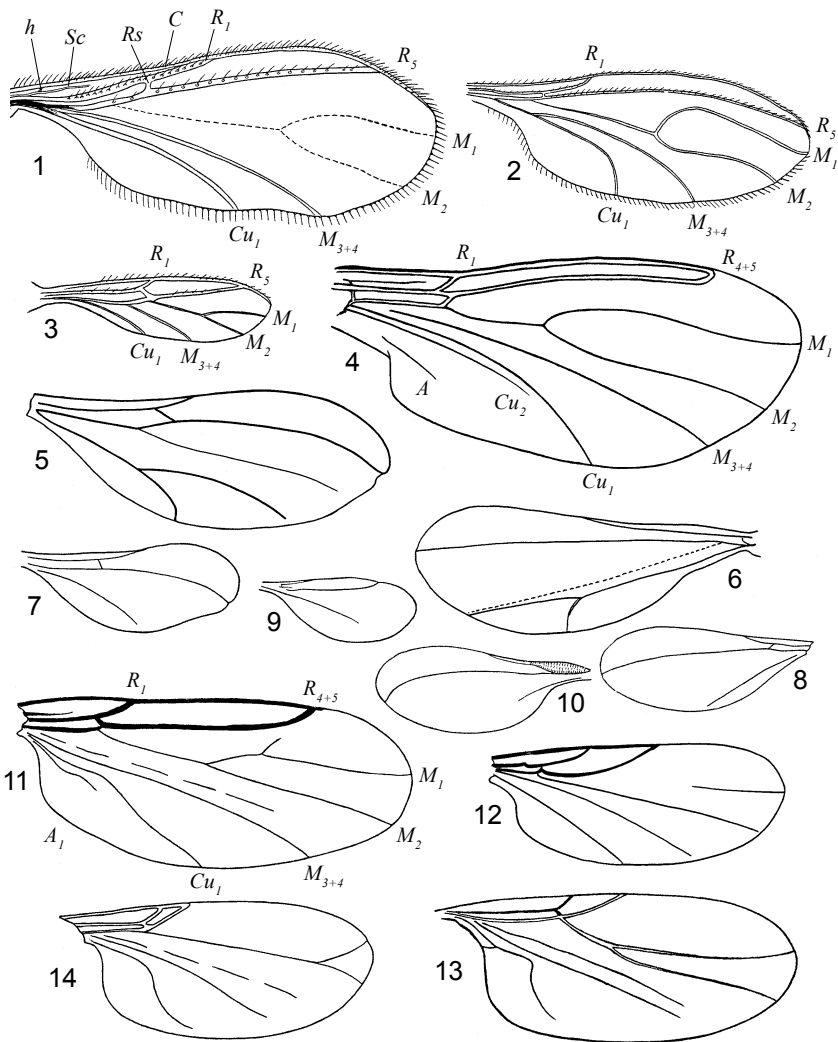 h Sc Rs C R₁ R₅ M₁ M₂ M₃₊₄ Cu₁ 1
R₁ R₅ M₁ M₂ M₃₊₄ Cu₁ 2
R₁ R₅ M₁ M₂ M₃₊₄ Cu₁ 3
R₁ R₄₊₅ M₁ M₂ M₃₊₄ Cu₁ Cu₂ A 4
5
6
7
9
10
8
R₁ R₄₊₅ M₁ M₂ M₃₊₄ Cu₁ A₁ 11
12
14
13